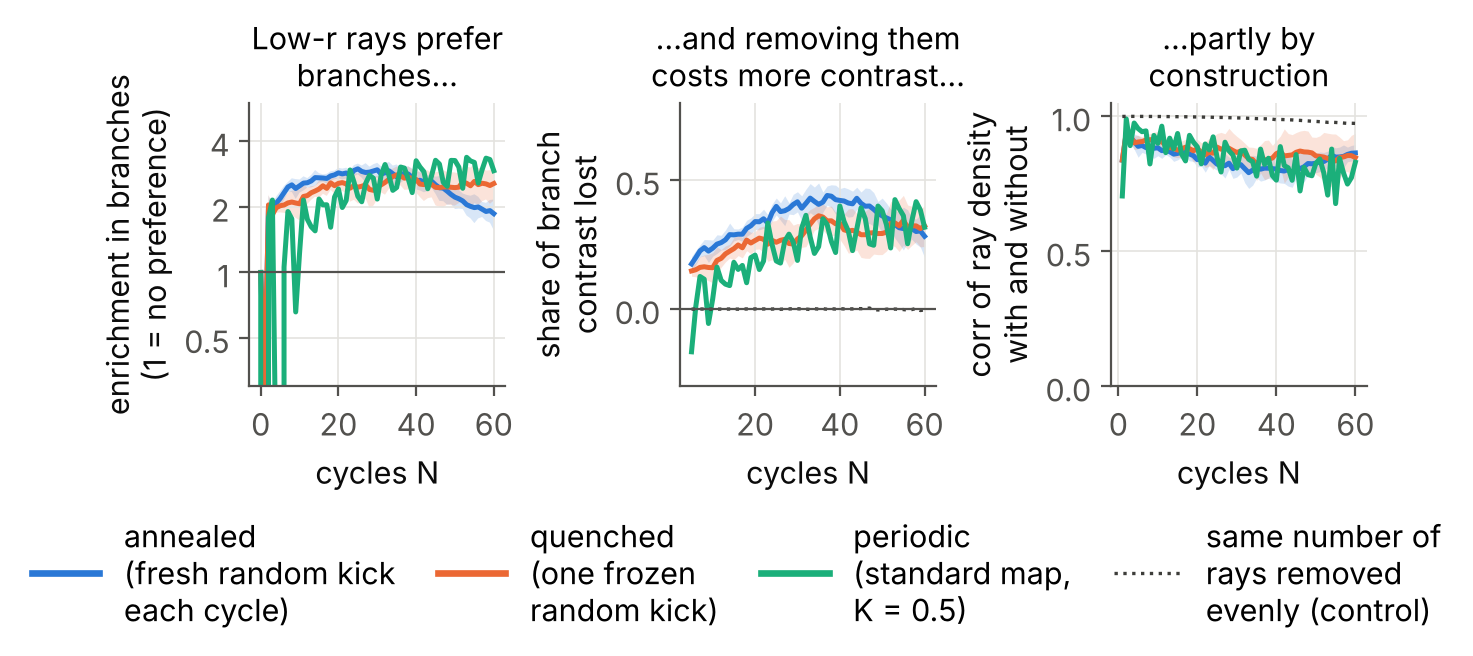 Low-r rays prefer
branches...
...and removing them
costs more contrast...
...partly by
construction
enrichment in branches
(1 = no preference)
4
2
1
0.5
0
20
40
60
cycles N
share of branch
contrast lost
0.5
0.0
20
40
60
cycles N
corr of ray density
with and without
1.0
0.5
0.0
0
20
40
60
cycles N
annealed
(fresh random kick
each cycle)
quenched
(one frozen
random kick)
periodic
(standard map,
K = 0.5)
same number of
rays removed
evenly (control)